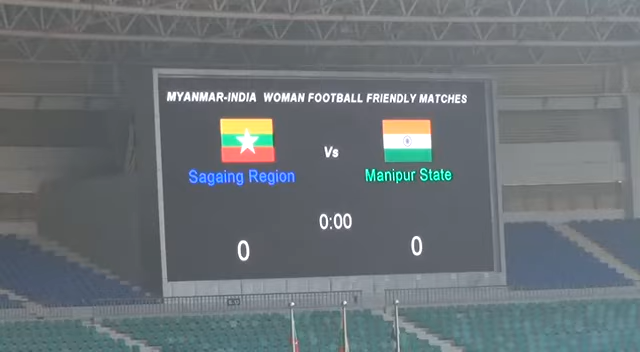 MYANMAR-INDIA WOMAN FOOTBALL FRIENDLY MATCHES
Vs
Sagaing Region
Manipur State
0:00
0
0